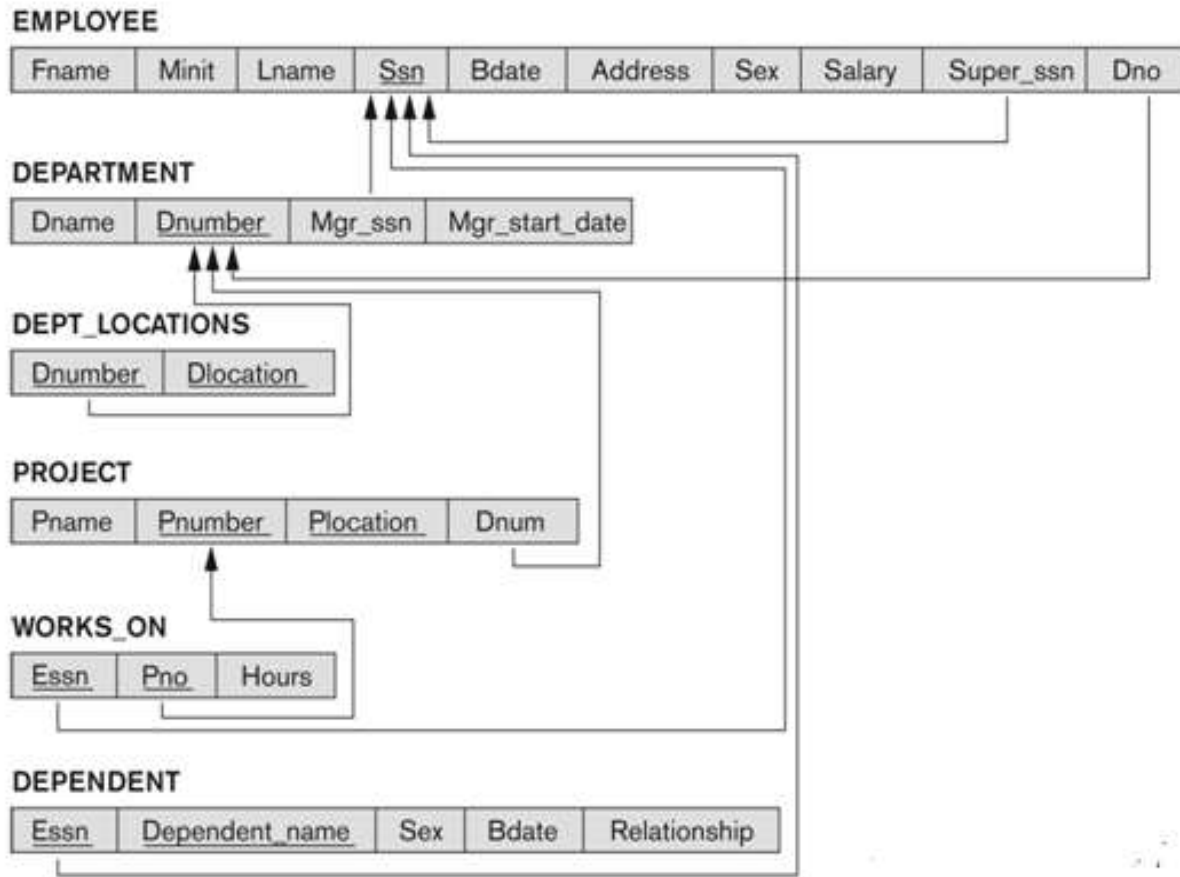 EMPLOYEE
Fname Minit Lname Ssn Bdate Address Sex Salary Super_ssn Dno
DEPARTMENT
Dname Dnumber Mgr_ssn Mgr_start_date
DEPT_LOCATIONS
Dnumber Dlocation
PROJECT
Pname Pnumber Plocation Dnum
WORKS_ON
Essn Pno Hours
DEPENDENT
Essn Dependent_name Sex Bdate Relationship